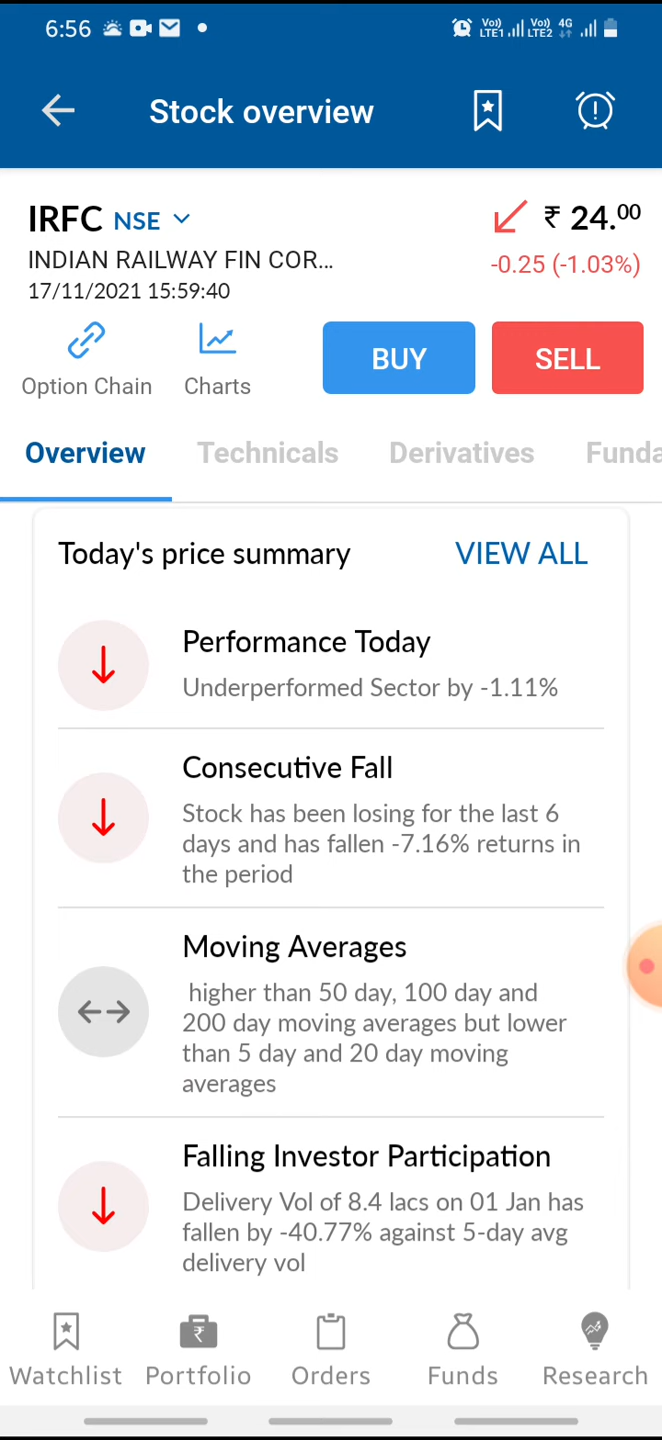 6:56
Vo)) LTE1 Vo)) LTE2 4G
Stock overview
IRFC NSE
₹ 24.00
INDIAN RAILWAY FIN COR...
-0.25 (-1.03%)
17/11/2021 15:59:40
Option Chain
Charts
BUY
SELL
Overview Technicals Derivatives Funda
Today's price summary
VIEW ALL
Performance Today
Underperformed Sector by -1.11%
Consecutive Fall
Stock has been losing for the last 6
days and has fallen -7.16% returns in
the period
Moving Averages
higher than 50 day, 100 day and
200 day moving averages but lower
than 5 day and 20 day moving
averages
Falling Investor Participation
Delivery Vol of 8.4 lacs on 01 Jan has
fallen by -40.77% against 5-day avg
delivery vol
Watchlist Portfolio Orders Funds Research